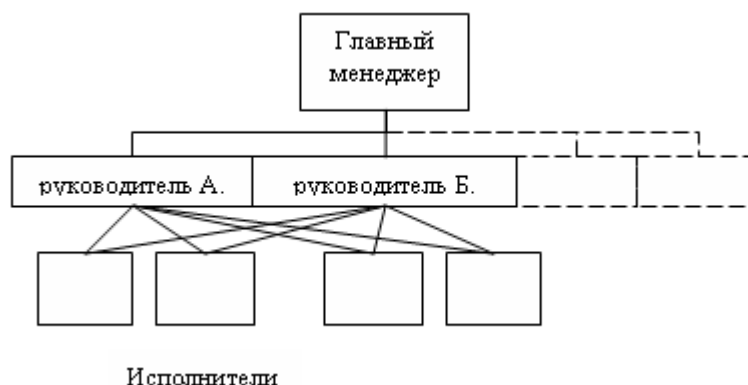 Главный
менеджер
руководитель А.
руководитель Б.
Исполнители